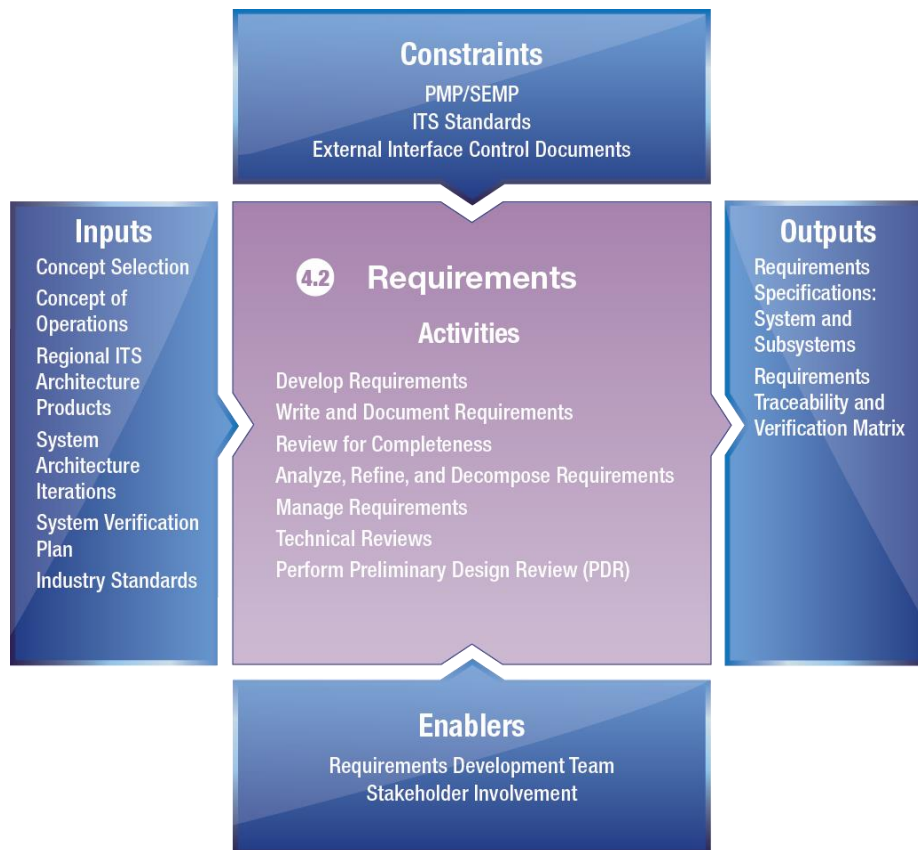 Constraints
PMP/SEMP
ITS Standards
External Interface Control Documents
Inputs
Concept Selection
Concept of
Operations
Regional ITS
Architecture
Products
System
Architecture
Iterations
System Verification
Plan
Industry Standards
4.2 Requirements
Activities
Develop Requirements
Write and Document Requirements
Review for Completeness
Analyze, Refine, and Decompose Requirements
Manage Requirements
Technical Reviews
Perform Preliminary Design Review (PDR)
Outputs
Requirements
Specifications:
System and
Subsystems
Requirements
Traceability and
Verification Matrix
Enablers
Requirements Development Team
Stakeholder Involvement